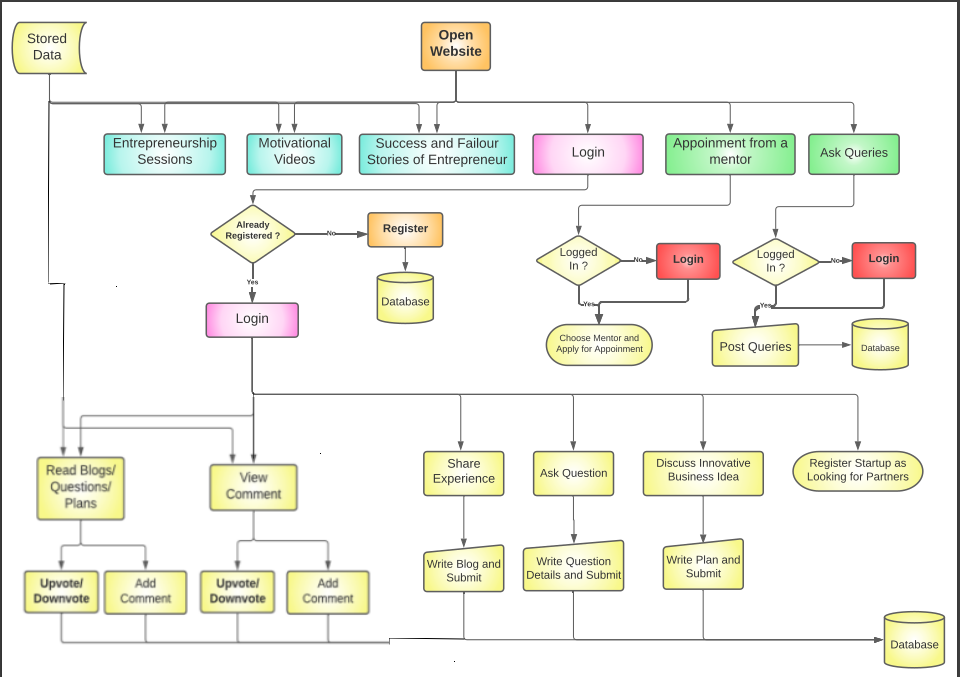 Stored
Data
Open
Website
Entrepreneurship
Sessions
Motivational
Videos
Success and Failour
Stories of Entrepreneur
Login
Appoinment from a
mentor
Ask Queries
Already
Registered ?
No
Register
Yes
Database
Login
Logged
In ?
No
Login
Yes
Choose Mentor and
Apply for Appoinment
Logged
In ?
No
Login
Yes
Post Queries
Database
Read Blogs/
Questions/
Plans
View
Comment
Share
Experience
Ask Question
Discuss Innovative
Business Idea
Register Startup as
Looking for Partners
Upvote/
Downvote
Add
Comment
Upvote/
Downvote
Add
Comment
Write Blog and
Submit
Write Question
Details and Submit
Write Plan and
Submit
Database